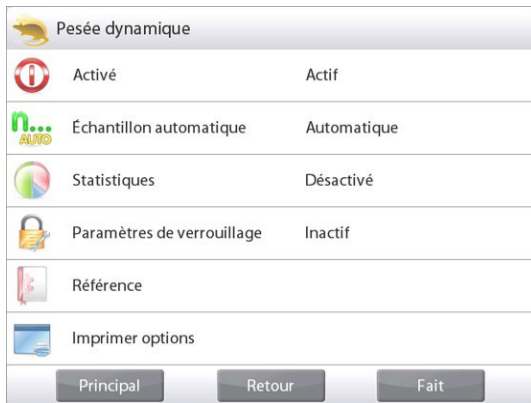 Pesée dynamique
Activé Actif
n... AUTO Échantillon automatique Automatique
Statistiques Désactivé
Paramètres de verrouillage Inactif
Référence
Imprimer options
Principal Retour Fait